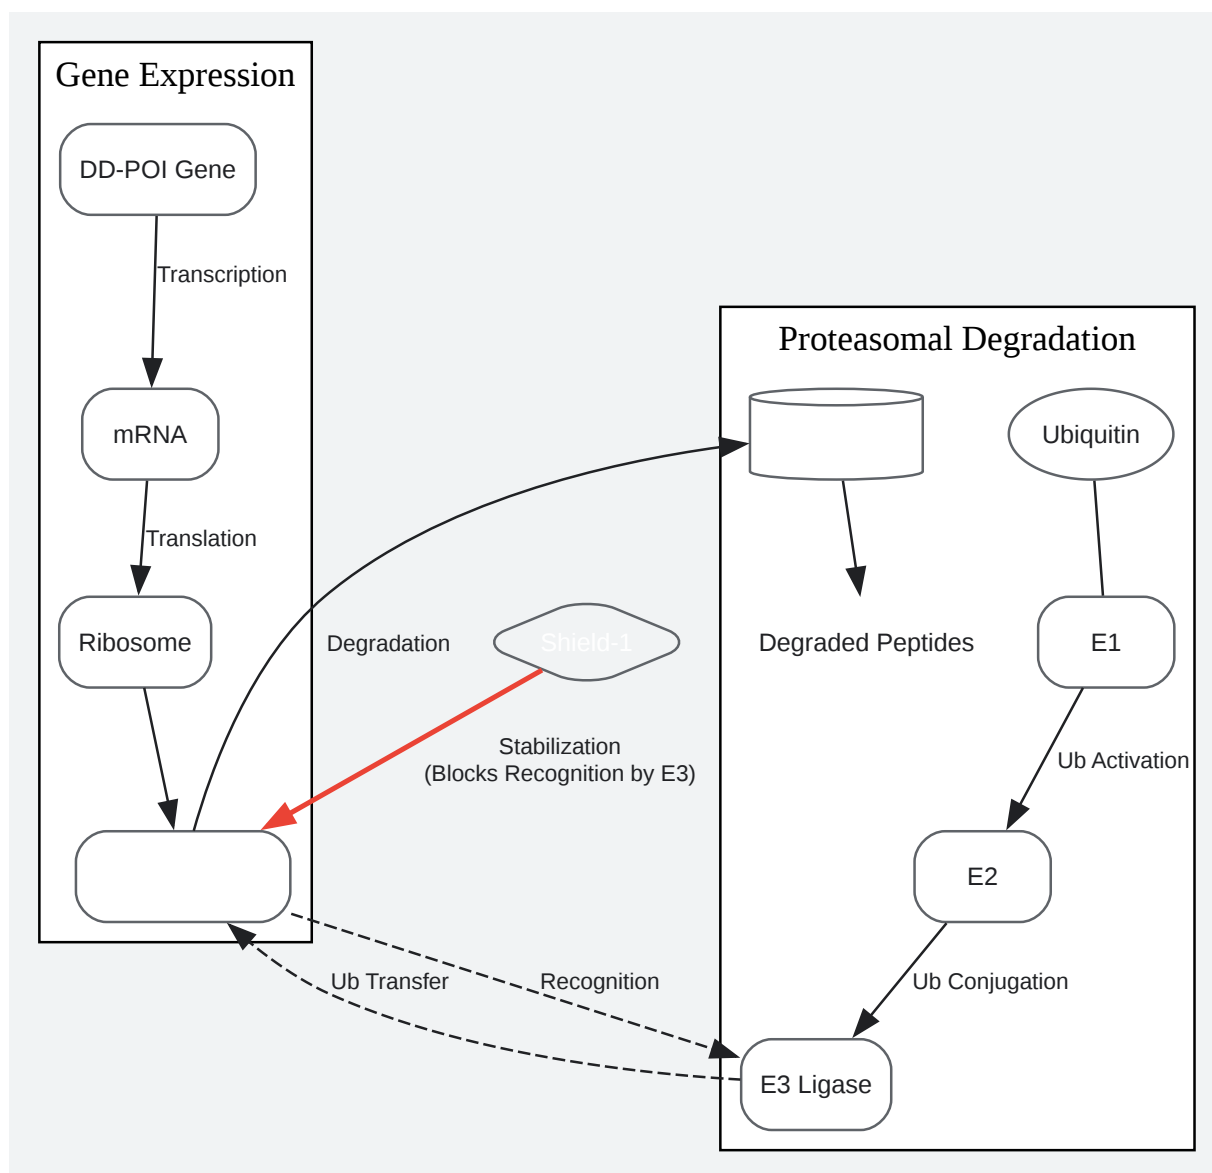 Gene Expression
DD-POI Gene
Transcription
mRNA
Translation
Ribosome
Degradation
Shield-1
Stabilization
(Blocks Recognition by E3)
Ub Transfer
Recognition
Proteasomal Degradation
Ubiquitin
Degraded Peptides
E1
Ub Activation
E2
Ub Conjugation
E3 Ligase